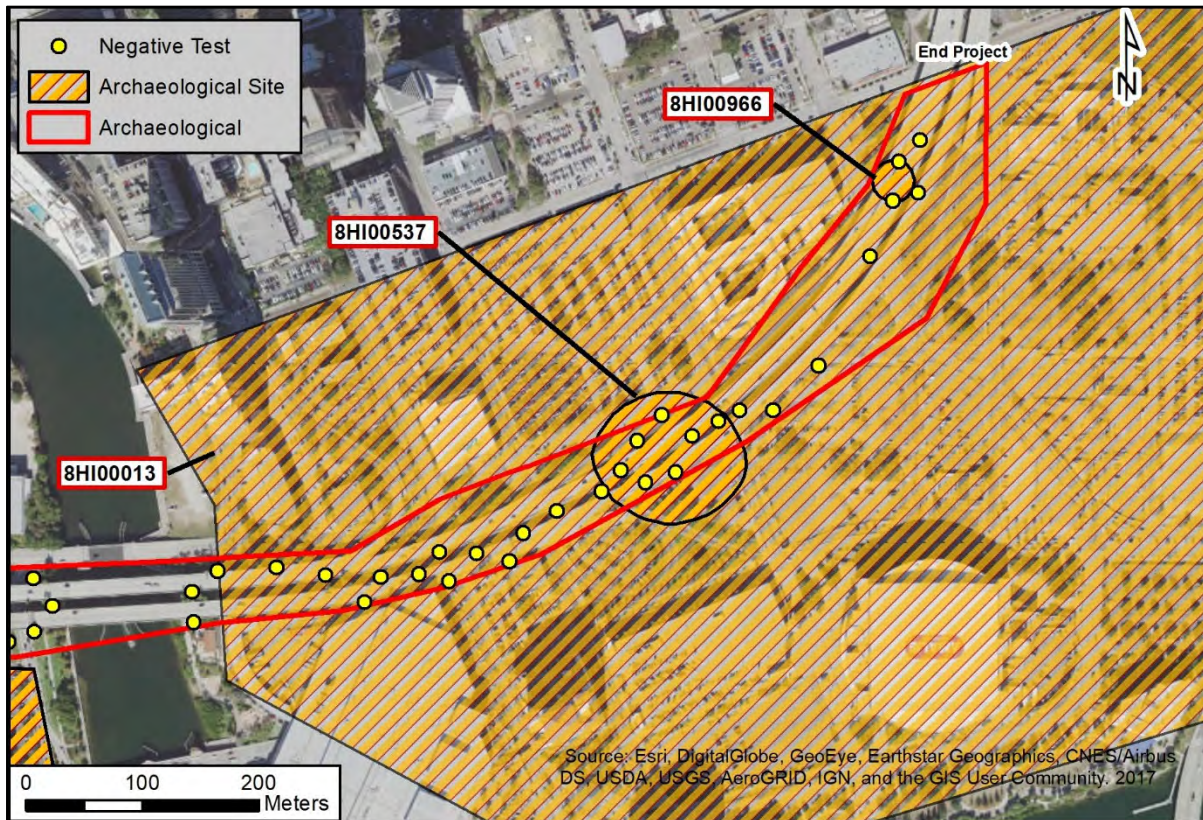 Negative Test
Archaeological Site
Archaeological
End Project
N
8HI00966
8HI00537
8HI00013
0 100 200
Meters
Source: Esri, DigitalGlobe, GeoEye, Earthstar Geographics, CNES/Airbus
DS, USDA, USGS, AeroGRID, IGN, and the GIS User Community. 2017